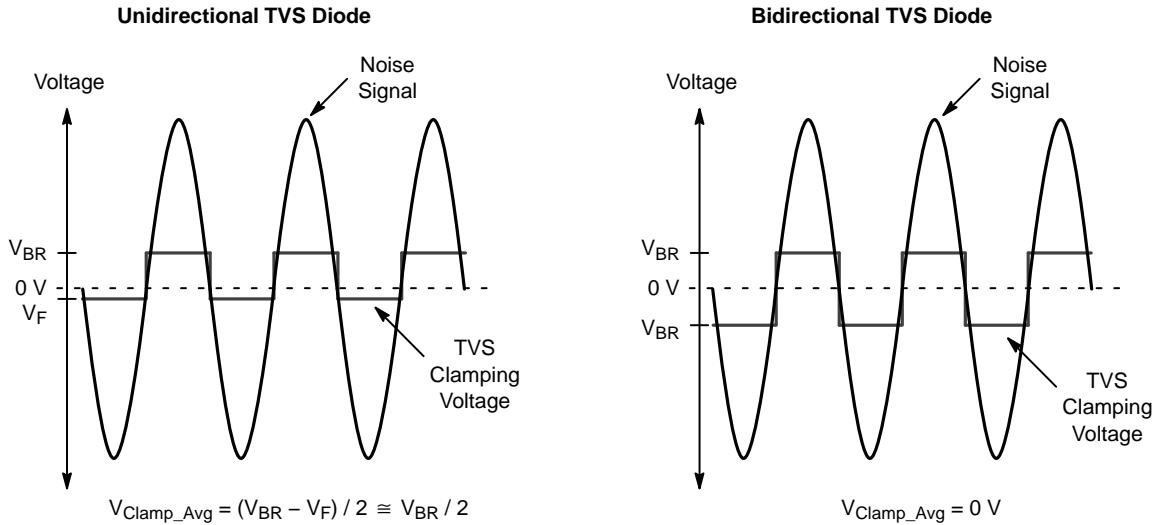 Unidirectional TVS Diode
Voltage
Noise
Signal
V_BR
0 V
V_F
TVS
Clamping
Voltage
V_Clamp_Avg = (V_BR − V_F) / 2 ≅ V_BR / 2
Bidirectional TVS Diode
Voltage
Noise
Signal
V_BR
0 V
V_BR
TVS
Clamping
Voltage
V_Clamp_Avg = 0 V